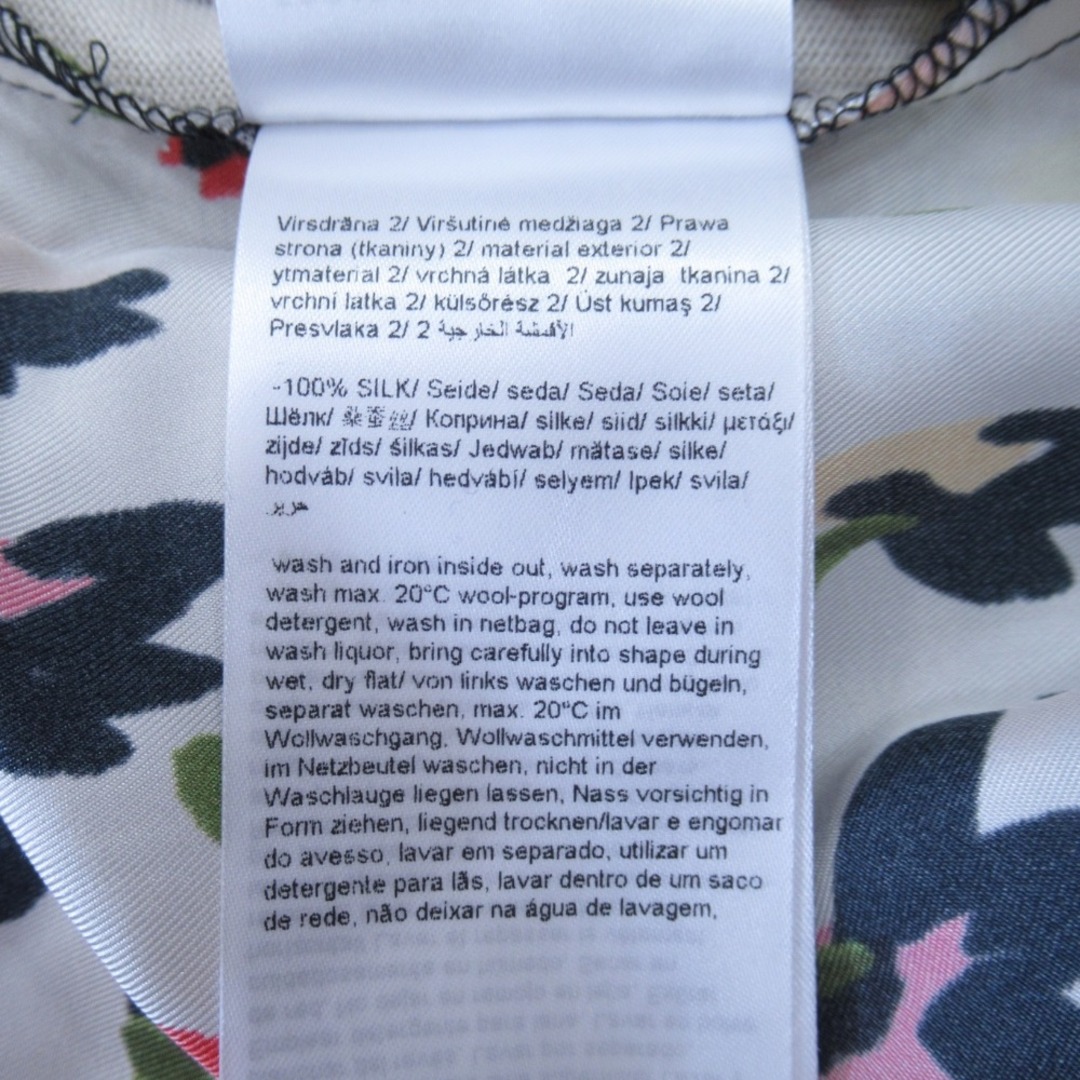 Virsdrāna 2/ Viršutinė medžiaga 2/ Prawa
strona (tkaniny) 2/ material exterior 2/
ytmaterial 2/ vrchná látka 2/ zunaja tkanina 2/
vrchní latka 2/ külsőrész 2/ Üst kumaş 2/
Presvlaka 2/ 2 الأقمشة الخارجية
-100% SILK/ Seide/ seda/ Seda/ Soie/ seta/
Шёлк/ 桑蚕丝/ Коприна/ silke/ siid/ silkki/ μετάξι/
zijde/ zīds/ šilkas/ Jedwab/ mătase/ silke/
hodváb/ svila/ hedvábí/ selyem/ Ipek/ svila/
حرير
wash and iron inside out, wash separately,
wash max. 20°C wool-program, use wool
detergent, wash in netbag, do not leave in
wash liquor, bring carefully into shape during
wet, dry flat/ von links waschen und bügeln,
separat waschen, max. 20°C im
Wollwaschgang, Wollwaschmittel verwenden,
im Netzbeutel waschen, nicht in der
Waschlauge liegen lassen, Nass vorsichtig in
Form ziehen, liegend trocknen/lavar e engomar
do avesso, lavar em separado, utilizar um
detergente para lãs, lavar dentro de um saco
de rede, não deixar na água de lavagem,